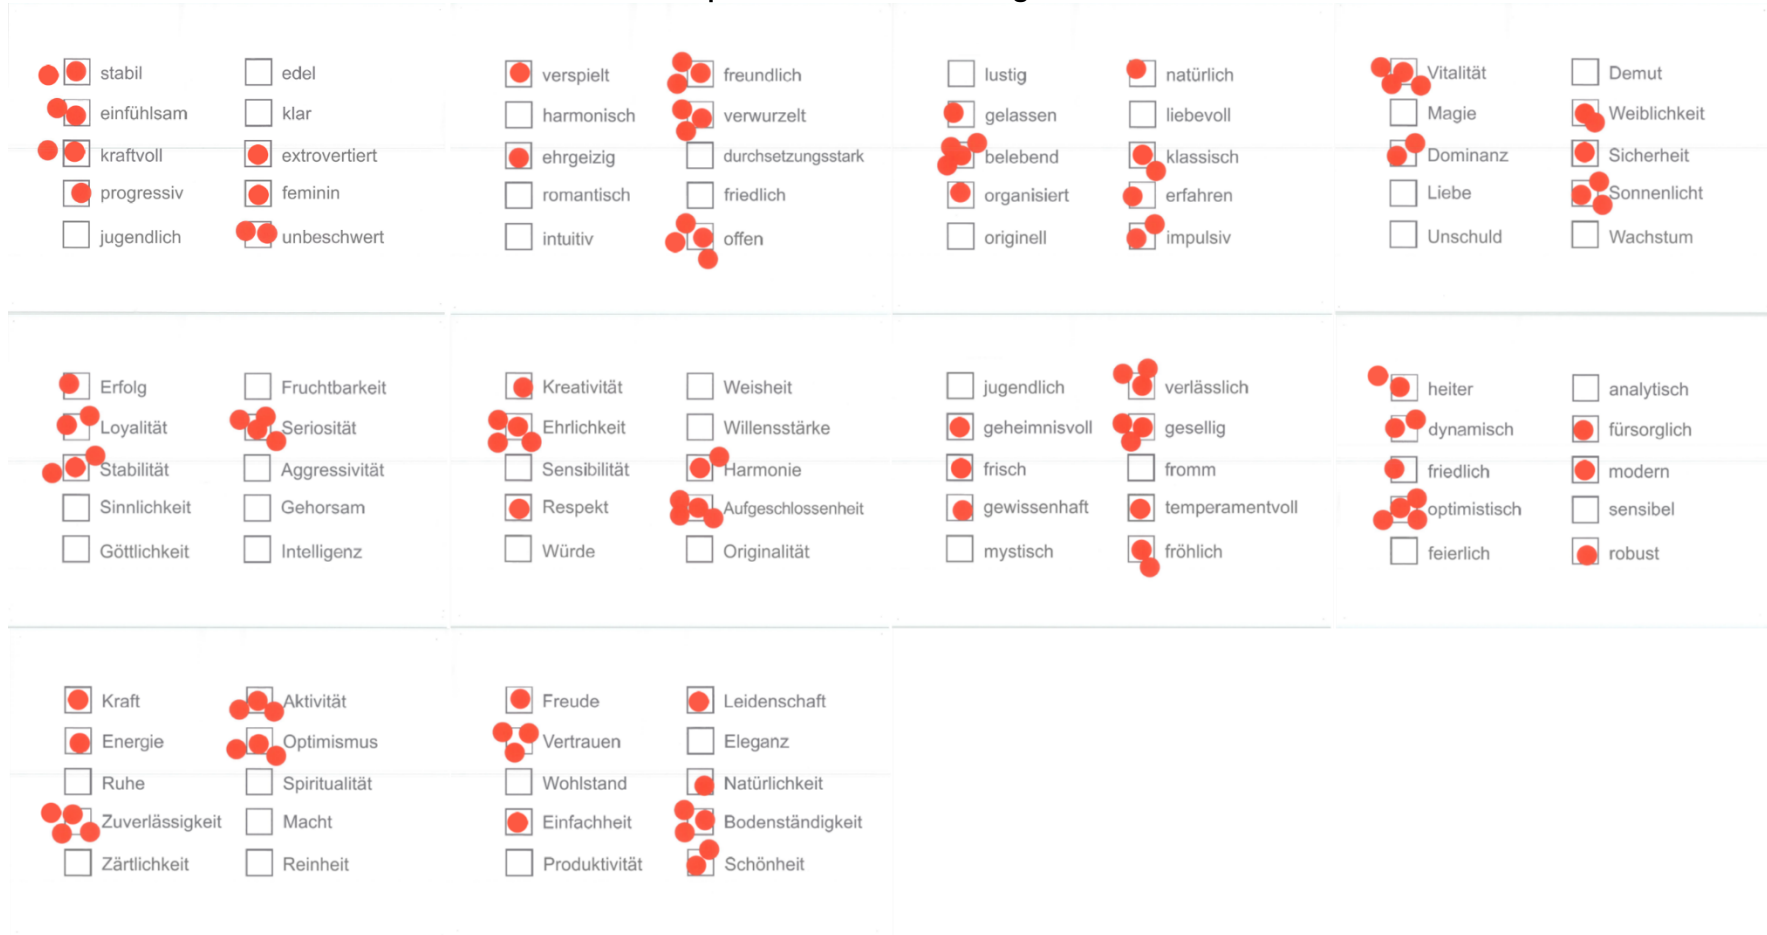 stabil
einfühlsam
kraftvoll
progressiv
jugendlich
edel
klar
extrovertiert
feminin
unbeschwert
verspielt
harmonisch
ehrgeizig
romantisch
intuitiv
freundlich
verwurzelt
durchsetzungsstark
friedlich
offen
lustig
gelassen
belebend
organisiert
originell
natürlich
liebevoll
klassisch
erfahren
impulsiv
Vitalität
Magie
Dominanz
Liebe
Unschuld
Demut
Weiblichkeit
Sicherheit
Sonnenlicht
Wachstum
Erfolg
Loyalität
Stabilität
Sinnlichkeit
Göttlichkeit
Fruchtbarkeit
Seriosität
Aggressivität
Gehorsam
Intelligenz
Kreativität
Ehrlichkeit
Sensibilität
Respekt
Würde
Weisheit
Willensstärke
Harmonie
Aufgeschlossenheit
Originalität
jugendlich
geheimnisvoll
frisch
gewissenhaft
mystisch
verlässlich
gesellig
fromm
temperamentvoll
fröhlich
heiter
dynamisch
friedlich
optimistisch
feierlich
analytisch
fürsorglich
modern
sensibel
robust
Kraft
Energie
Ruhe
Zuverlässigkeit
Zärtlichkeit
Aktivität
Optimismus
Spiritualität
Macht
Reinheit
Freude
Vertrauen
Wohlstand
Einfachheit
Produktivität
Leidenschaft
Eleganz
Natürlichkeit
Bodenständigkeit
Schönheit